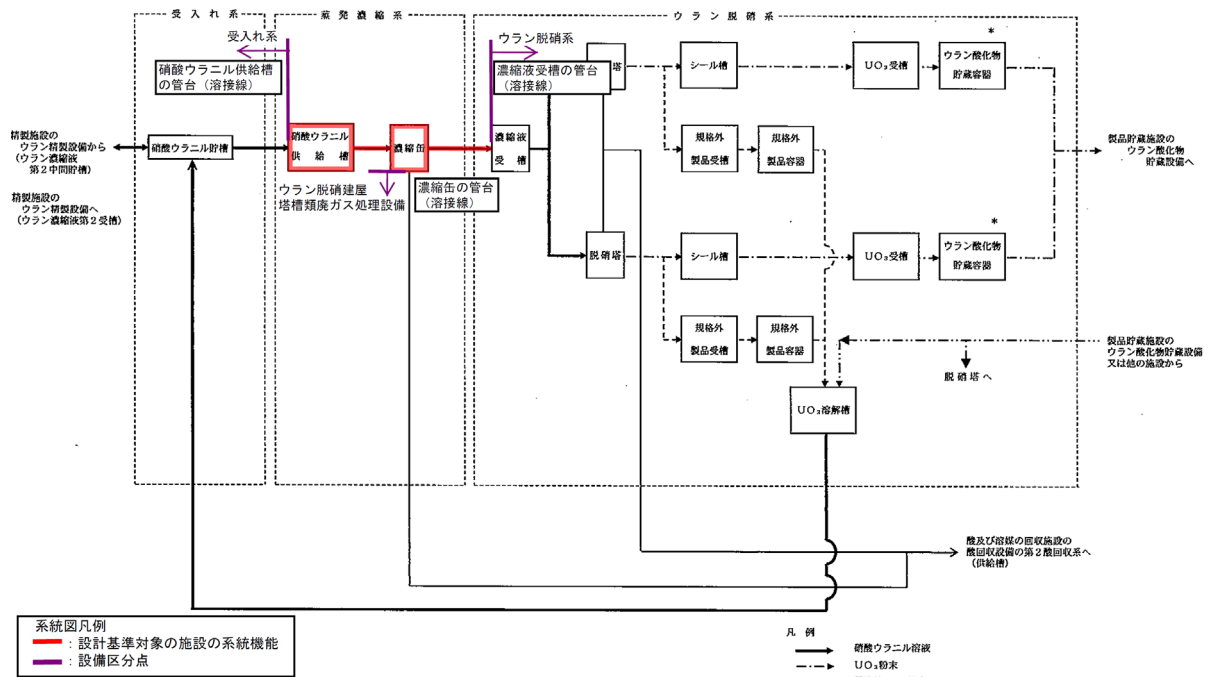 受入れ系
蒸発濃縮系
ウラン脱硝系
受入れ系
硝酸ウラニル供給槽
の管台（溶接線）
ウラン脱硝系
濃縮液受槽の管台
（溶接線）
塔
シール槽
UO₃受槽
*
ウラン酸化物
貯蔵容器
精製施設の
ウラン精製設備から
（ウラン濃縮液
第２中間貯槽）
硝酸ウラニル貯槽
硝酸ウラニル
供給槽
濃縮缶
濃縮液
受槽
規格外
製品受槽
規格外
製品容器
製品貯蔵施設の
ウラン酸化物
貯蔵設備へ
精製施設の
ウラン精製設備へ
（ウラン濃縮液第２受槽）
ウラン脱硝建屋
塔槽類廃ガス処理設備
濃縮缶の管台
（溶接線）
脱硝塔
シール槽
UO₃受槽
*
ウラン酸化物
貯蔵容器
規格外
製品受槽
規格外
製品容器
製品貯蔵施設の
ウラン酸化物貯蔵設備
又は他の施設から
脱硝塔へ
UO₃溶解槽
酸及び溶媒の回収施設の
酸回収設備の第２酸回収系へ
（供給槽）
系統図凡例
：設計基準対象の施設の系統機能
：設備区分点
凡例
硝酸ウラニル溶液
UO₃粉末